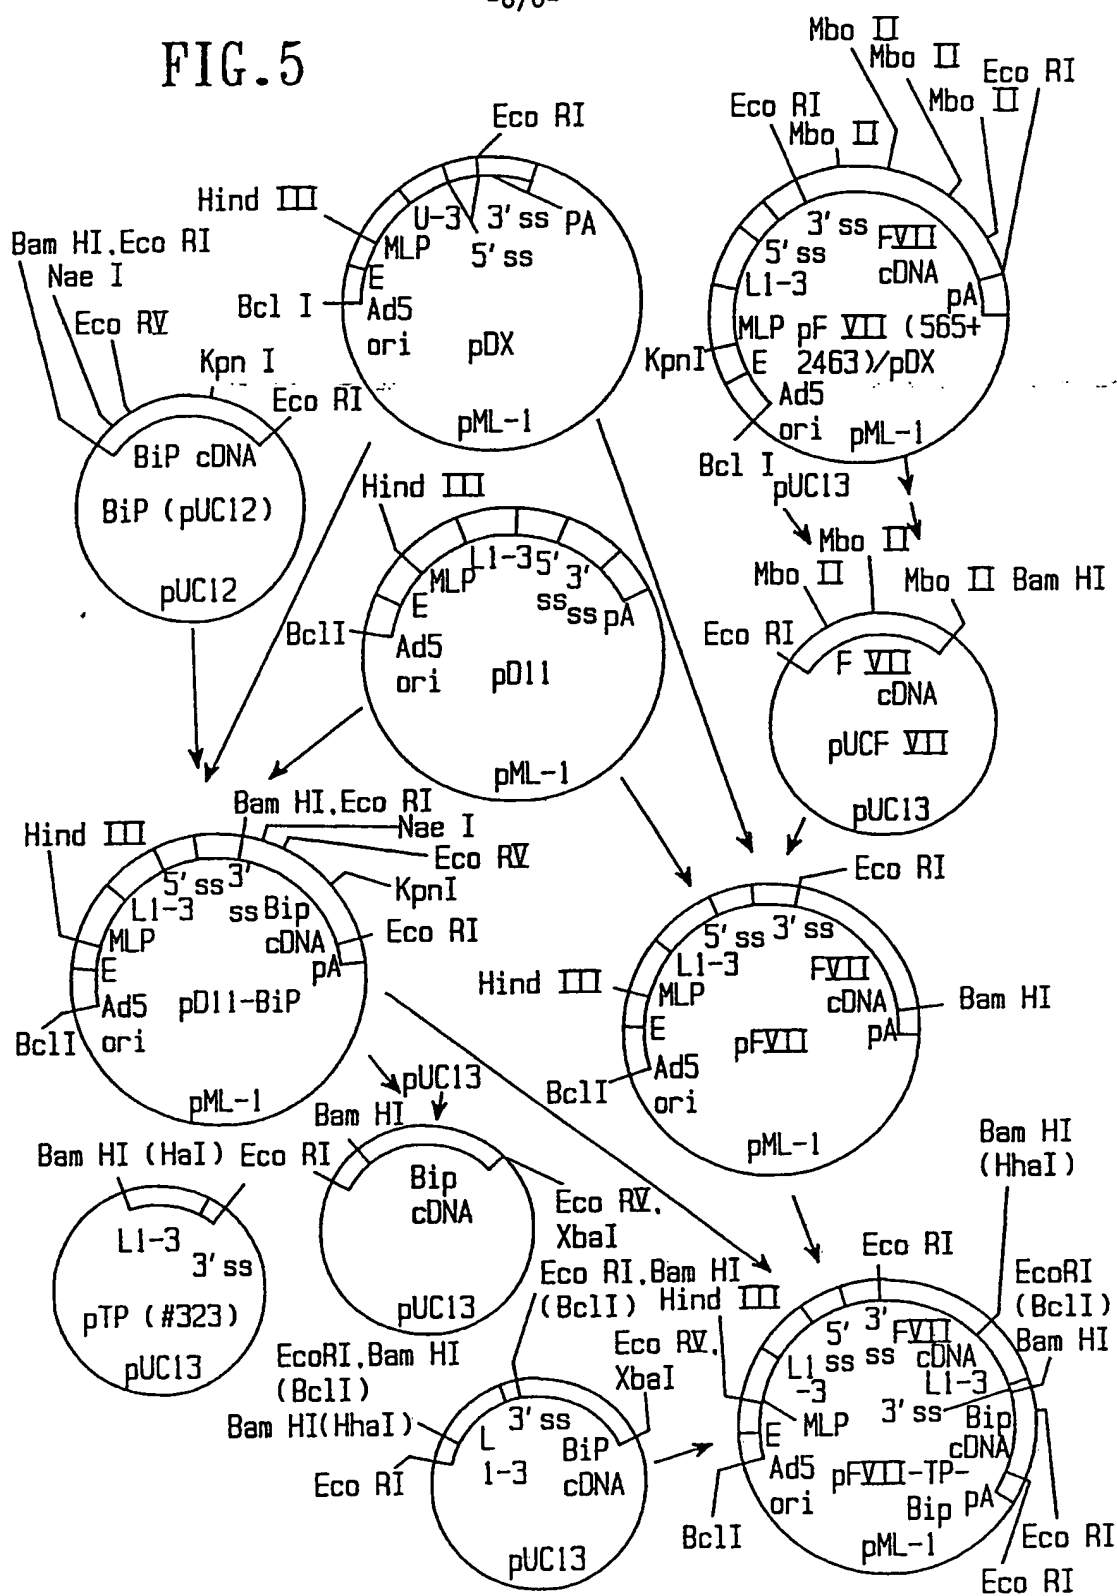 -6/6-
FIG.5
Mbo II
Mbo II
Eco RI
Mbo II
Eco RI
Mbo II
Eco RI
Hind III
U-3
3' ss
PA
5' ss
MLP
E
Bcl I
Ad5
ori
pDX
pML-1
Bam HI,Eco RI
Nae I
Eco RV
Kpn I
Eco RI
BiP cDNA
BiP (pUC12)
pUC12
3' ss
5' ss
FVII
cDNA
L1-3
pA
MLP
pF VII (565+
2463)/pDX
KpnI
E
Ad5
ori
Bcl I
pML-1
pUC13
Hind III
L1-3
5'
3'
MLP
ss
ss
pA
E
BclI
Ad5
ori
pD11
pML-1
Mbo II
Mbo II
Mbo II Bam HI
Eco RI
F VII
cDNA
pUCF VII
pUC13
Bam HI,Eco RI
Nae I
Eco RV
KpnI
Eco RI
Hind III
5' ss
3'
L1-3
ss
Bip
cDNA
MLP
pA
E
Ad5
ori
pD11-BiP
BclI
pML-1
Eco RI
5' ss
3' ss
L1-3
FVII
cDNA
Hind III
MLP
Bam HI
pA
E
pFVII
BclI
Ad5
ori
pML-1
pUC13
Bam HI
Eco RI
Bip
cDNA
Eco RV,
XbaI
pUC13
Bam HI (HaI)
L1-3
3' ss
pTP (#323)
pUC13
Eco RI,Bam HI
(BclI)
EcoRI,Bam HI
(BclI)
Eco RV,
XbaI
Bam HI(HhaI)
3' ss
L
1-3
BiP
cDNA
Eco RI
pUC13
Bam HI
(HhaI)
Eco RI
EcoRI
(BclI)
Bam HI
Hind III
5'
ss
3'
ss
FVII
cDNA
L1
-3
L1-3
3' ss
MLP
Bip
cDNA
E
Ad5
ori
pFVII-TP-
Bip
pA
BclI
pML-1
Eco RI
Eco RI